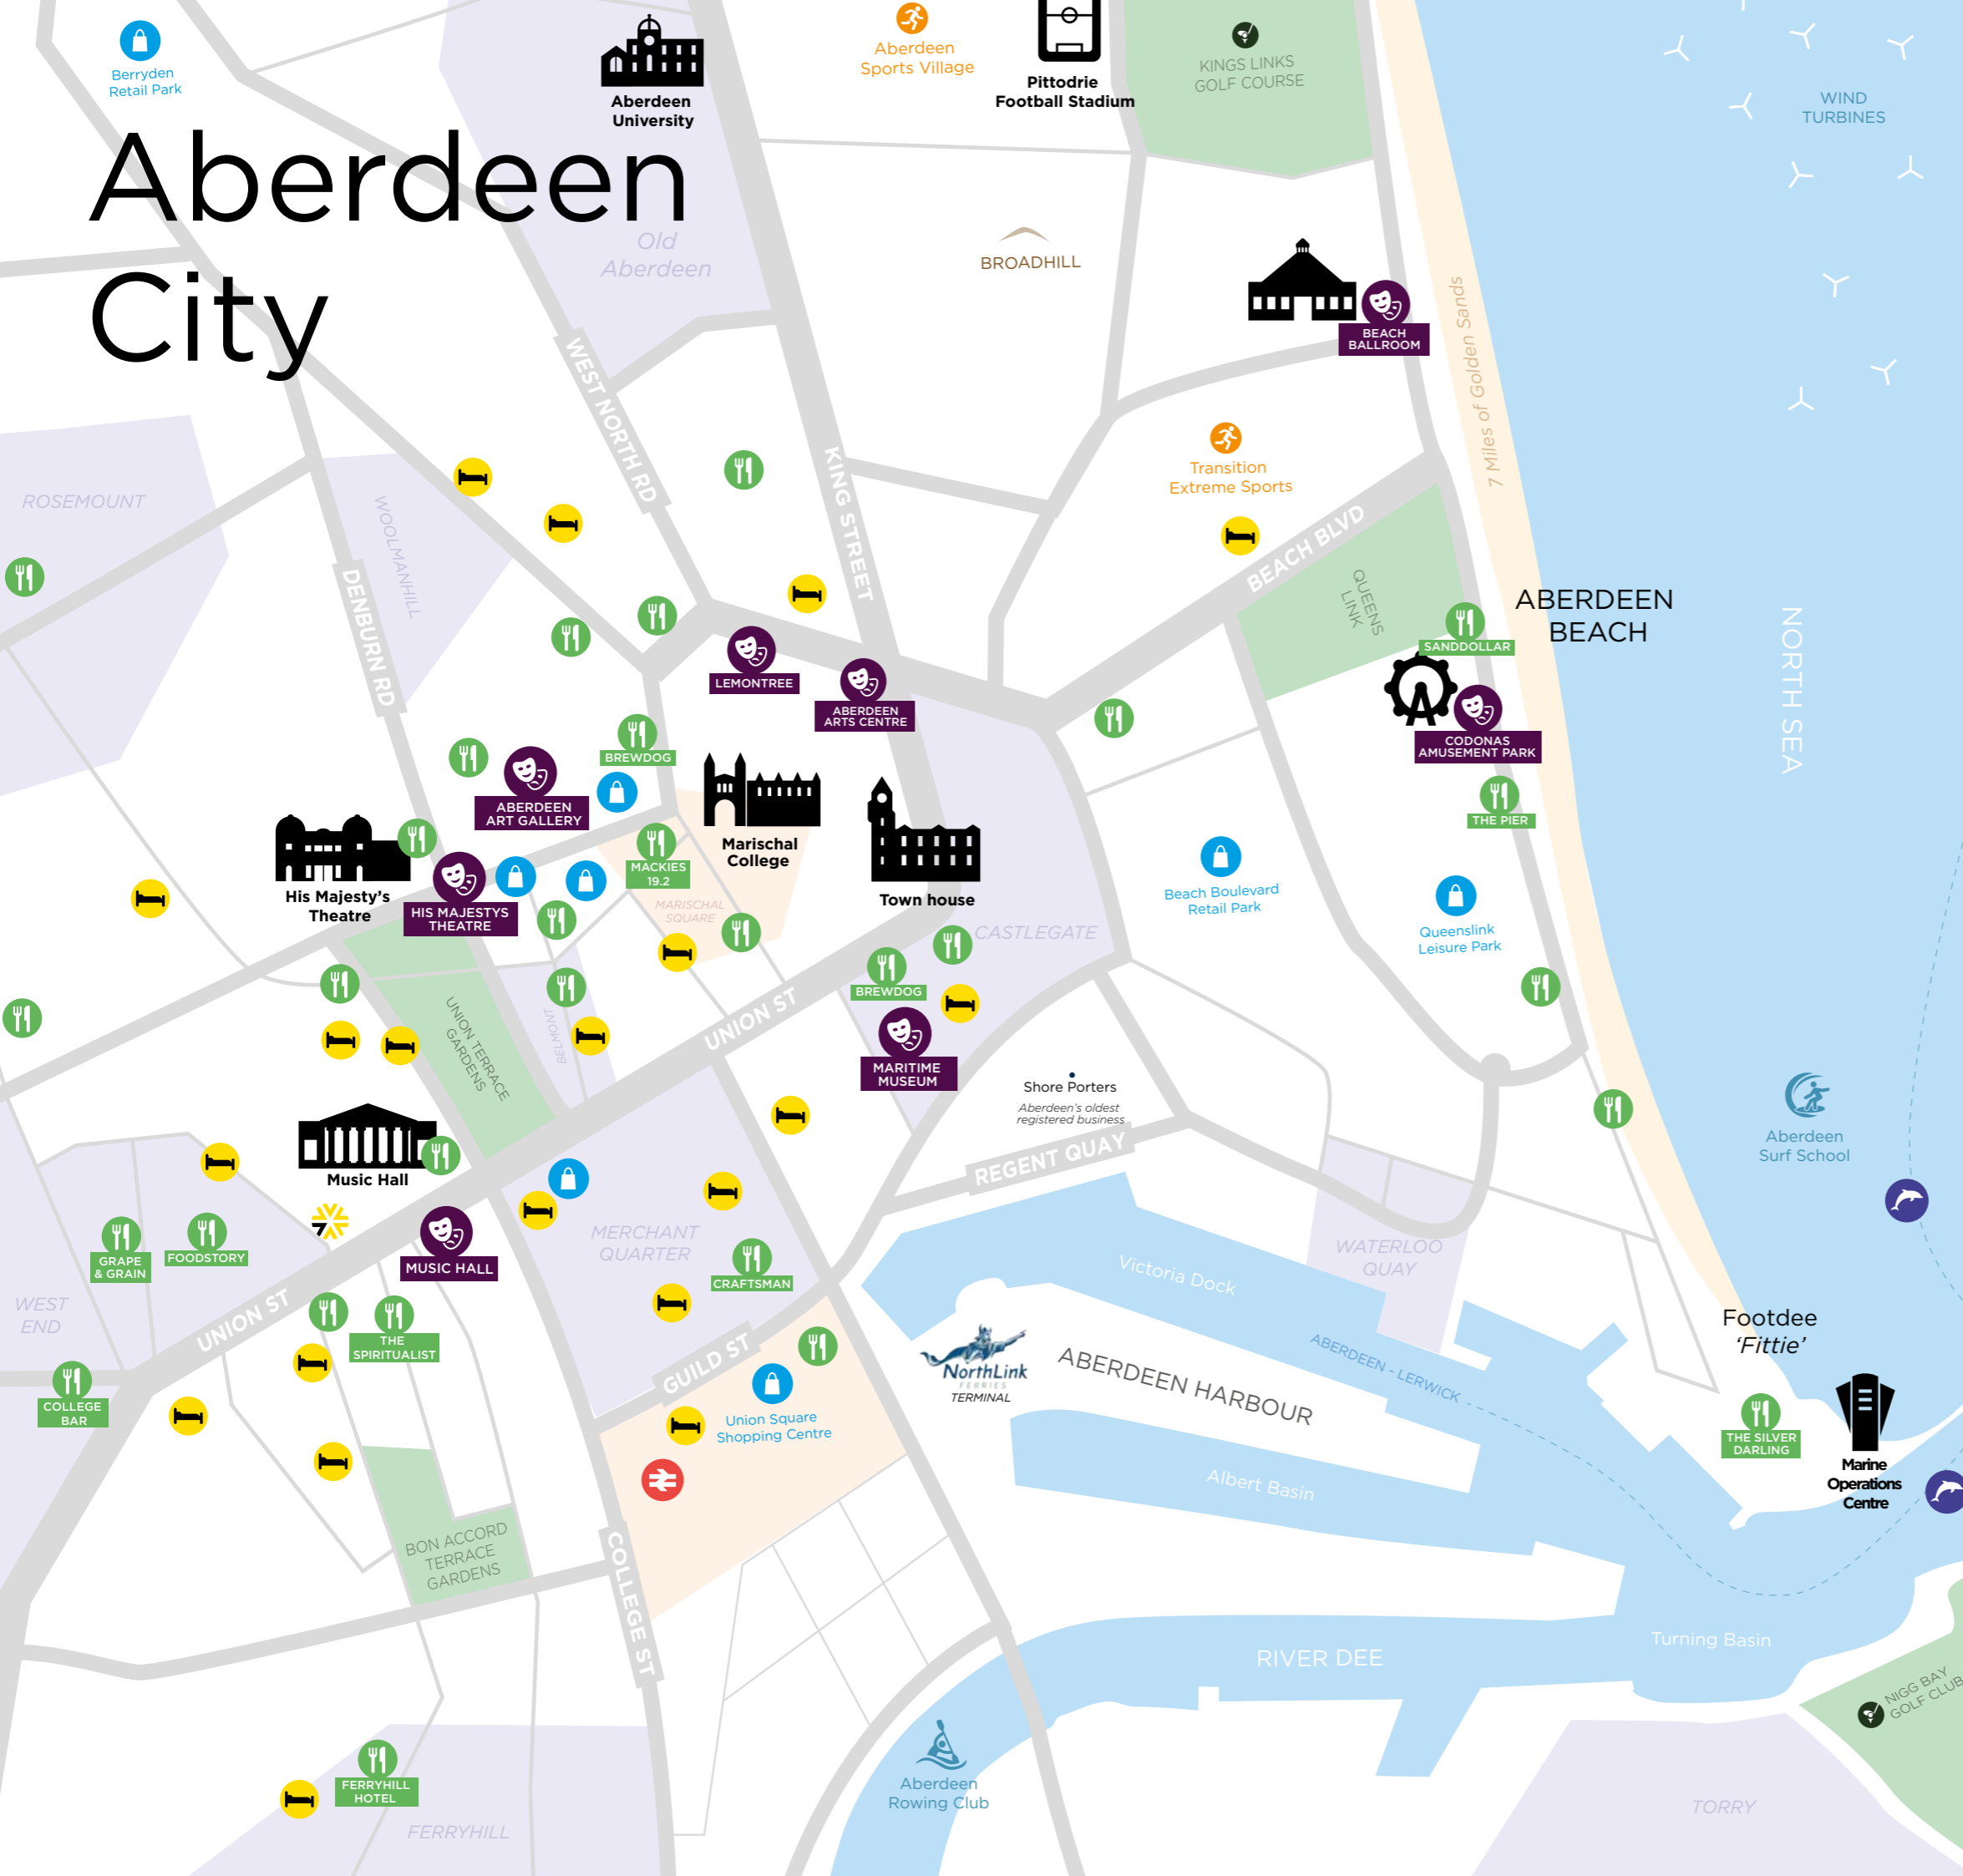 Berryden
Retail Park
Aberdeen
City
Aberdeen
University
Aberdeen
Sports Village
Pittodrie
Football Stadium
KINGS LINKS
GOLF COURSE
WIND
TURBINES
Old
Aberdeen
BROADHILL
BEACH
BALLROOM
7 Miles of Golden Sands
WEST NORTH RD
KING STREET
Transition
Extreme Sports
BEACH BLVD
QUEENS
LINK
ROSEMOUNT
WOOLMANHILL
DENBURN RD
ABERDEEN
BEACH
NORTH SEA
SANDDOLLAR
CODONAS
AMUSEMENT PARK
THE PIER
LEMONTREE
ABERDEEN
ARTS CENTRE
BREWDOG
ABERDEEN
ART GALLERY
Marischal
College
MACKIES
19.2
MARISCHAL
SQUARE
Town house
His Majesty's
Theatre
HIS MAJESTYS
THEATRE
Beach Boulevard
Retail Park
Queenslink
Leisure Park
CASTLEGATE
BREWDOG
MARITIME
MUSEUM
UNION ST
BELMONT
UNION TERRACE
GARDENS
Shore Porters
Aberdeen's oldest
registered business
REGENT QUAY
Aberdeen
Surf School
Music Hall
MUSIC HALL
GRAPE
& GRAIN
FOODSTORY
WEST
END
UNION ST
THE
SPIRITUALIST
COLLEGE
BAR
MERCHANT
QUARTER
CRAFTSMAN
GUILD ST
Union Square
Shopping Centre
Victoria Dock
WATERLOO
QUAY
ABERDEEN - LERWICK
NorthLink
FERRIES
TERMINAL
ABERDEEN HARBOUR
Albert Basin
Footdee
'Fittie'
THE SILVER
DARLING
Marine
Operations
Centre
BON ACCORD
TERRACE
GARDENS
COLLEGE ST
RIVER DEE
Turning Basin
NIGG BAY
GOLF CLUB
Aberdeen
Rowing Club
FERRYHILL
HOTEL
FERRYHILL
TORRY